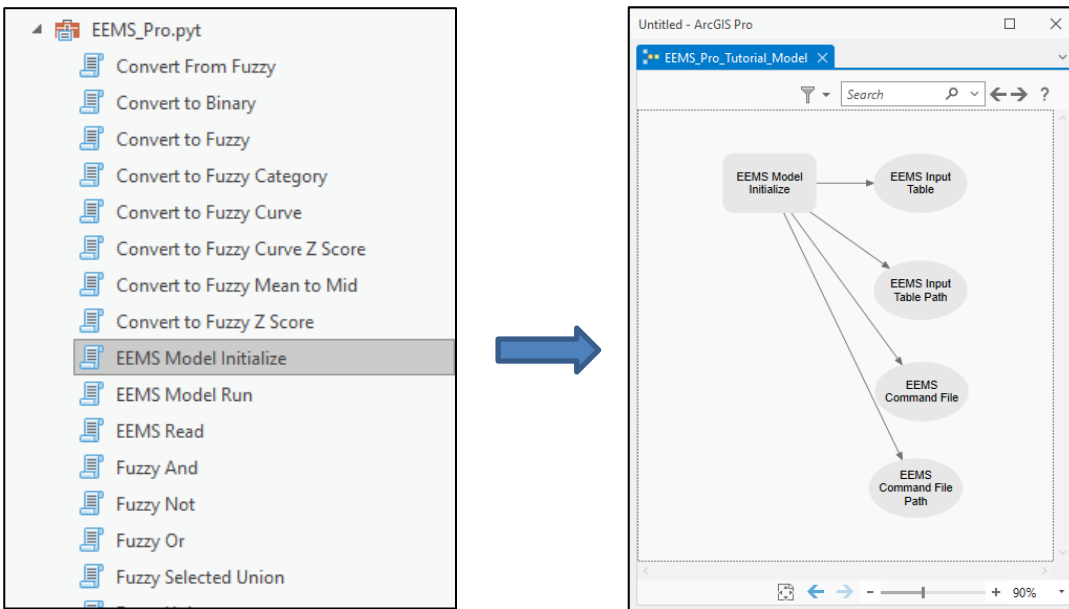 EEMS_Pro.pyt
Convert From Fuzzy
Convert to Binary
Convert to Fuzzy
Convert to Fuzzy Category
Convert to Fuzzy Curve
Convert to Fuzzy Curve Z Score
Convert to Fuzzy Mean to Mid
Convert to Fuzzy Z Score
EEMS Model Initialize
EEMS Model Run
EEMS Read
Fuzzy And
Fuzzy Not
Fuzzy Or
Fuzzy Selected Union
Untitled - ArcGIS Pro
EEMS_Pro_Tutorial_Model
Search
EEMS Model
Initialize
EEMS Input
Table
EEMS Input
Table Path
EEMS
Command File
EEMS
Command File
Path
90%